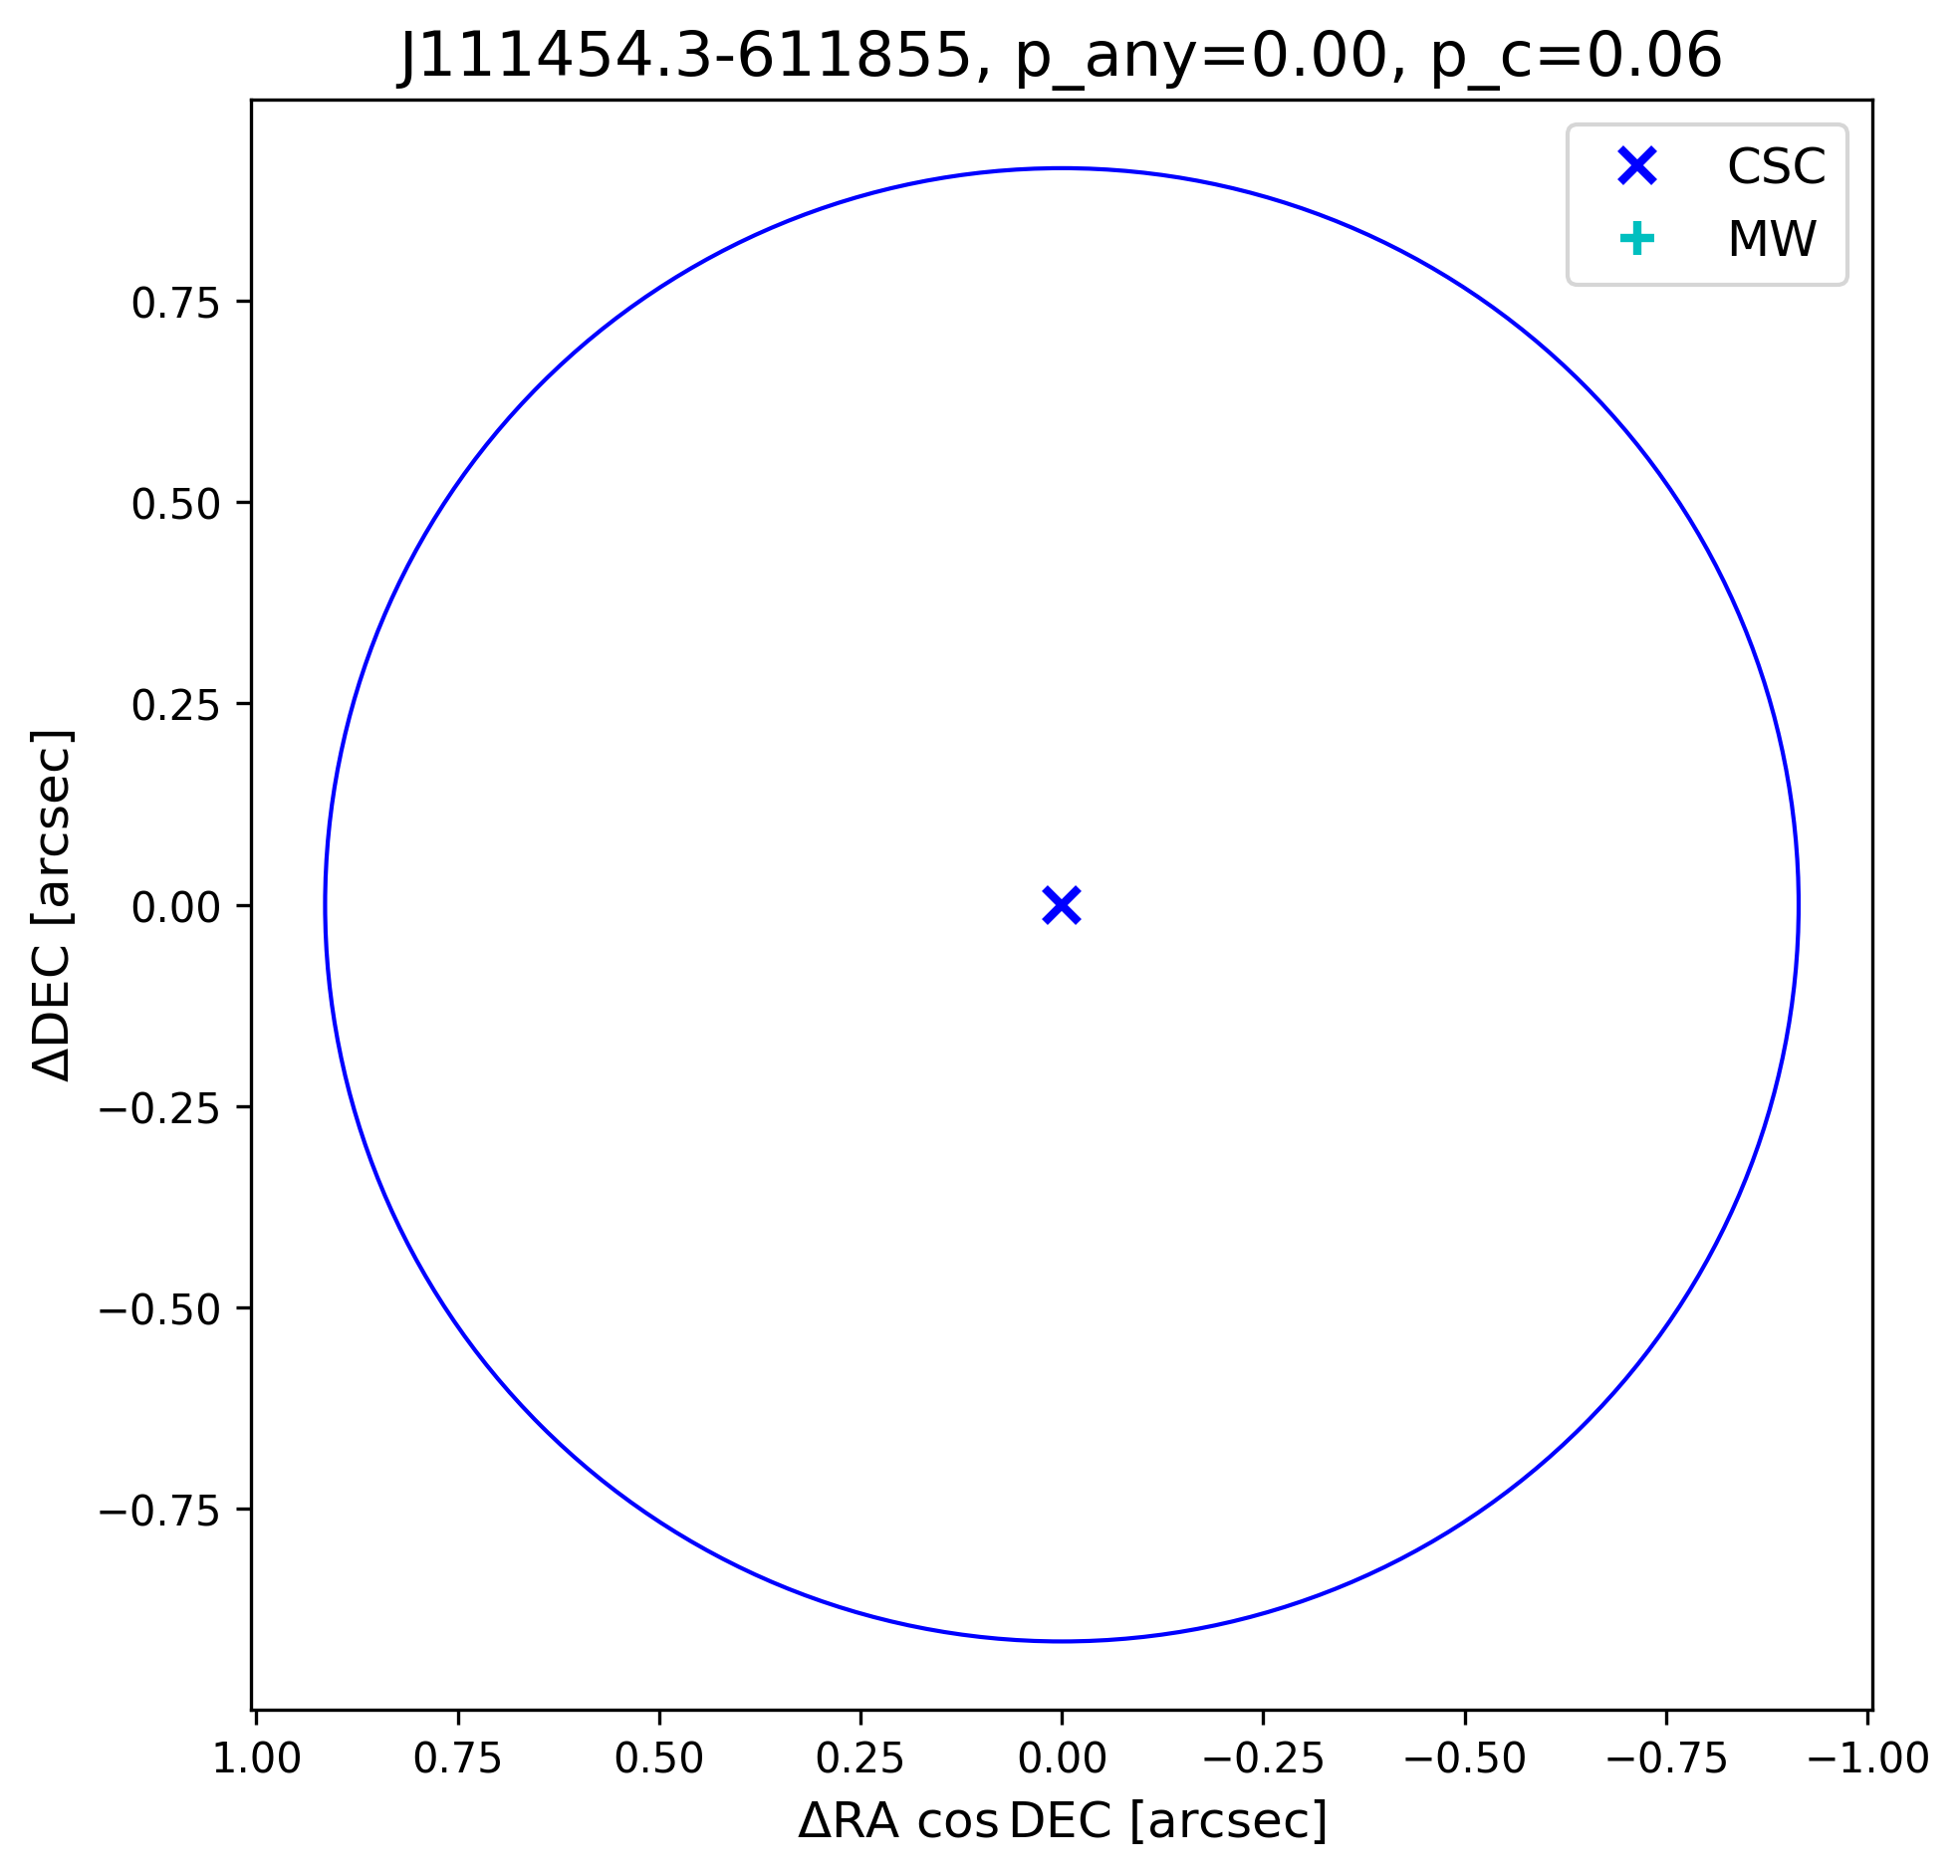 J111454.3-611855, p_any=0.00, p_c=0.06
CSC
MW
0.75
0.50
0.25
0.00
−0.25
−0.50
−0.75
ΔDEC [arcsec]
1.00 0.75 0.50 0.25 0.00 −0.25 −0.50 −0.75 −1.00
ΔRA cos DEC [arcsec]